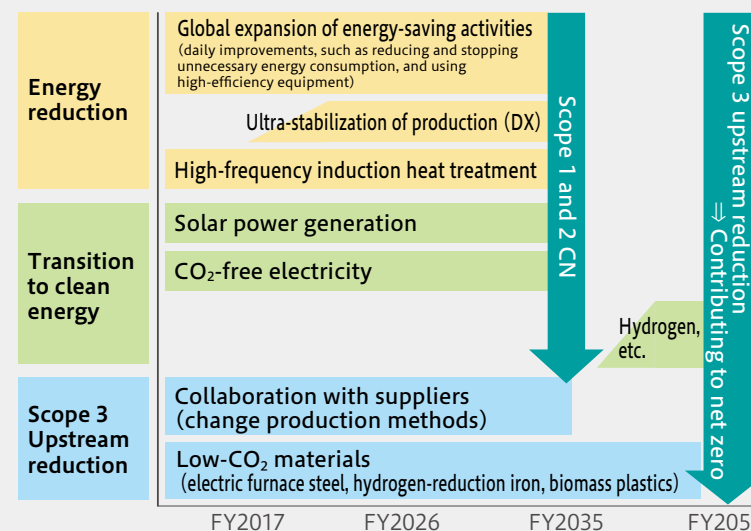 Energy
reduction
Global expansion of energy-saving activities
(daily improvements, such as reducing and stopping
unnecessary energy consumption, and using
high-efficiency equipment)
Ultra-stabilization of production (DX)
High-frequency induction heat treatment
Transition
to clean
energy
Solar power generation
CO₂-free electricity
Hydrogen,
etc.
Scope 3
Upstream
reduction
Collaboration with suppliers
(change production methods)
Low-CO₂ materials
(electric furnace steel, hydrogen-reduction iron, biomass plastics)
Scope 1 and 2 CN
Scope 3 upstream reduction
⇒ Contributing to net zero
FY2017
FY2026
FY2035
FY205